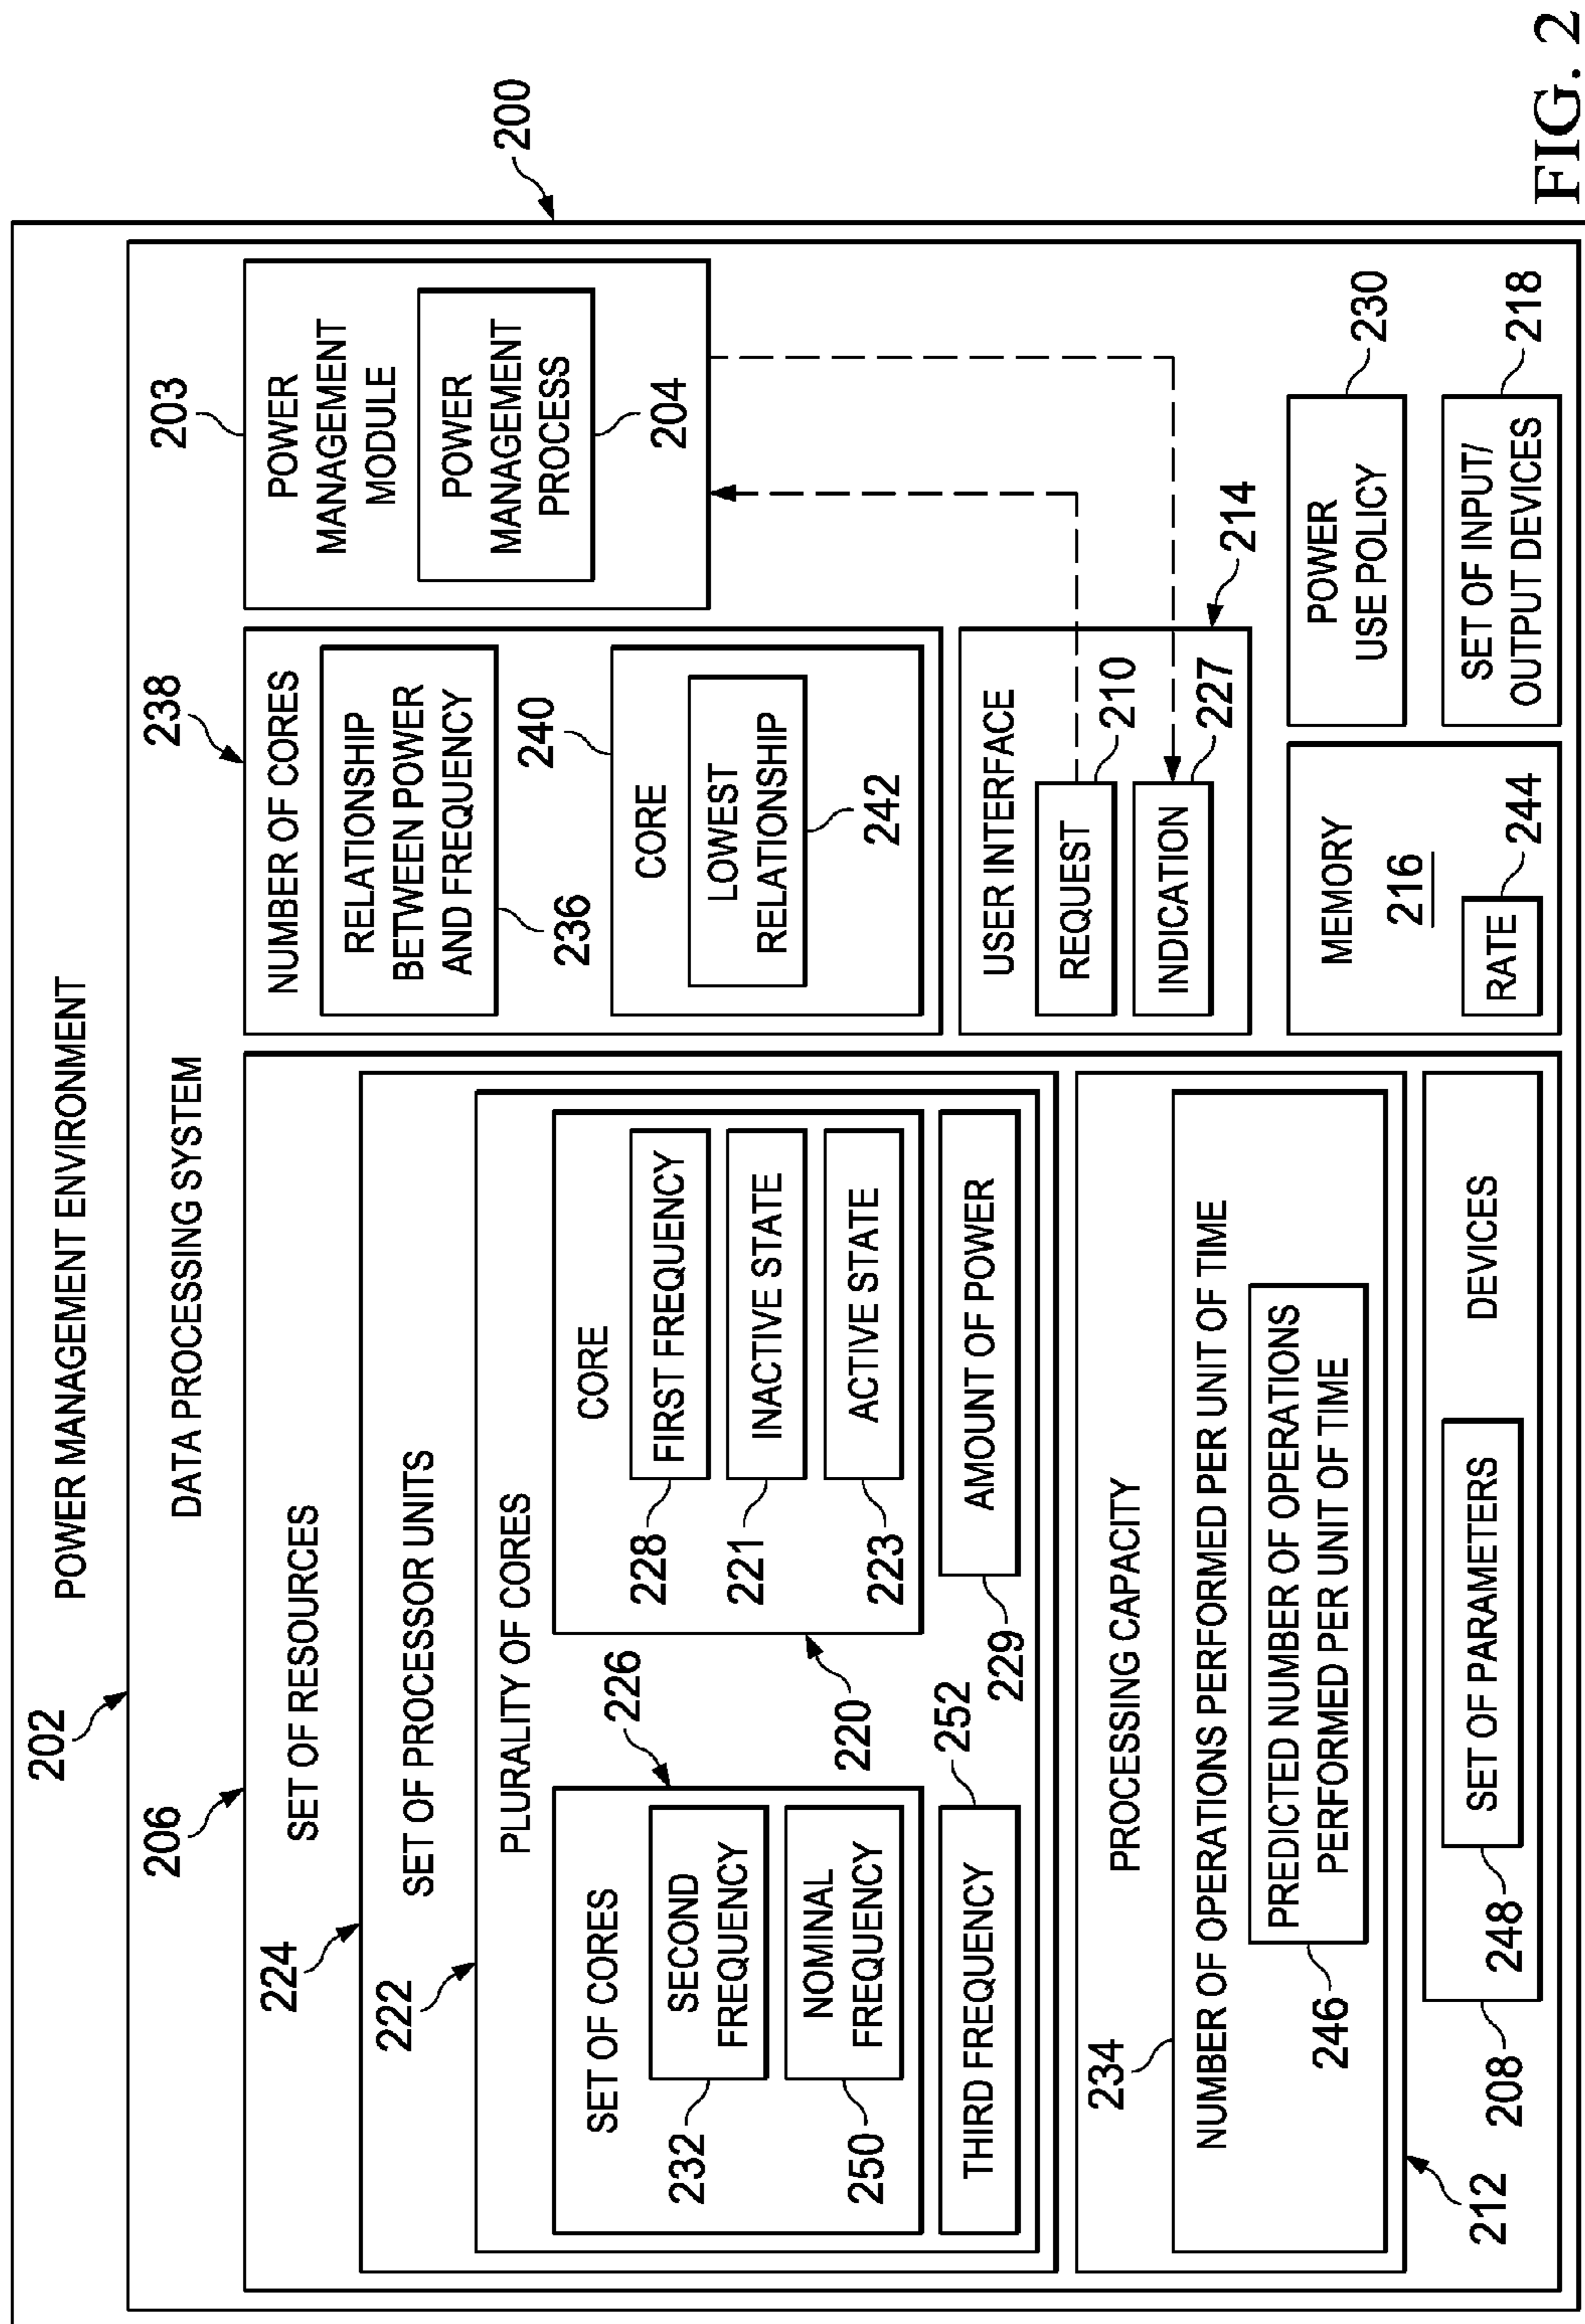 POWER MANAGEMENT ENVIRONMENT
202
DATA PROCESSING SYSTEM
200
206
SET OF RESOURCES
224
SET OF PROCESSOR UNITS
222
PLURALITY OF CORES
SET OF CORES
226
SECOND
FREQUENCY
232
NOMINAL
FREQUENCY
250
CORE
FIRST FREQUENCY
228
INACTIVE STATE
221
ACTIVE STATE
223
220
THIRD FREQUENCY
252
AMOUNT OF POWER
229
PROCESSING CAPACITY
234
NUMBER OF OPERATIONS PERFORMED PER UNIT OF TIME
PREDICTED NUMBER OF OPERATIONS
PERFORMED PER UNIT OF TIME
246
212
DEVICES
208
SET OF PARAMETERS
248
238
NUMBER OF CORES
RELATIONSHIP
BETWEEN POWER
AND FREQUENCY
236
240
CORE
LOWEST
RELATIONSHIP
242
203
POWER
MANAGEMENT
MODULE
POWER
MANAGEMENT
PROCESS
204
USER INTERFACE
214
REQUEST
210
INDICATION
227
MEMORY
216
RATE
244
POWER
USE POLICY
230
SET OF INPUT/
OUTPUT DEVICES
218
FIG. 2